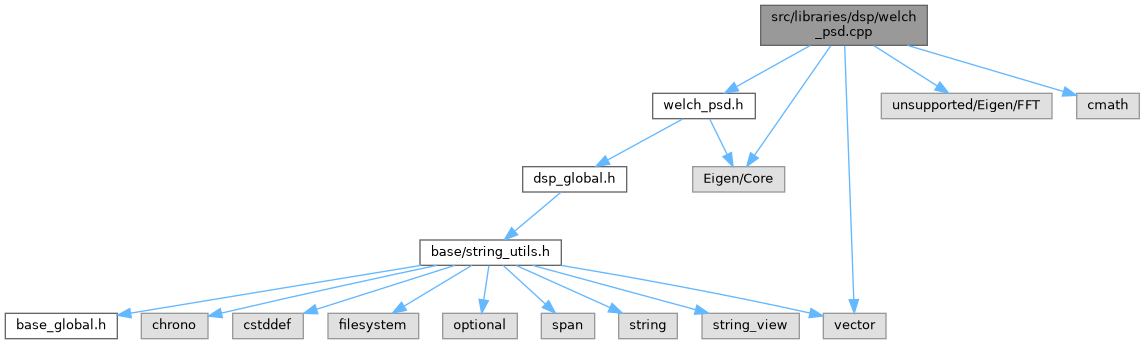 src/libraries/dsp/welch
_psd.cpp
welch_psd.h
unsupported/Eigen/FFT
cmath
dsp_global.h
Eigen/Core
base/string_utils.h
base_global.h
chrono
cstddef
filesystem
optional
span
string
string_view
vector